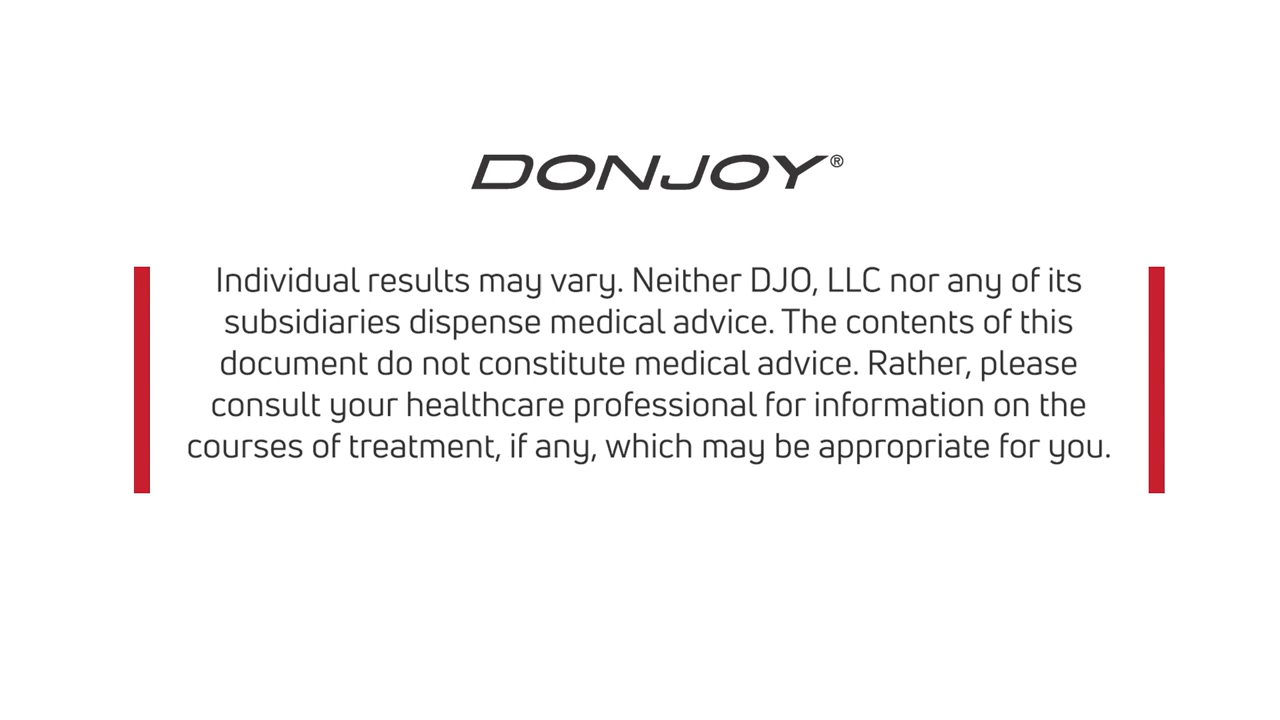 DONJOY®
Individual results may vary. Neither DJO, LLC nor any of its
subsidiaries dispense medical advice. The contents of this
document do not constitute medical advice. Rather, please
consult your healthcare professional for information on the
courses of treatment, if any, which may be appropriate for you.